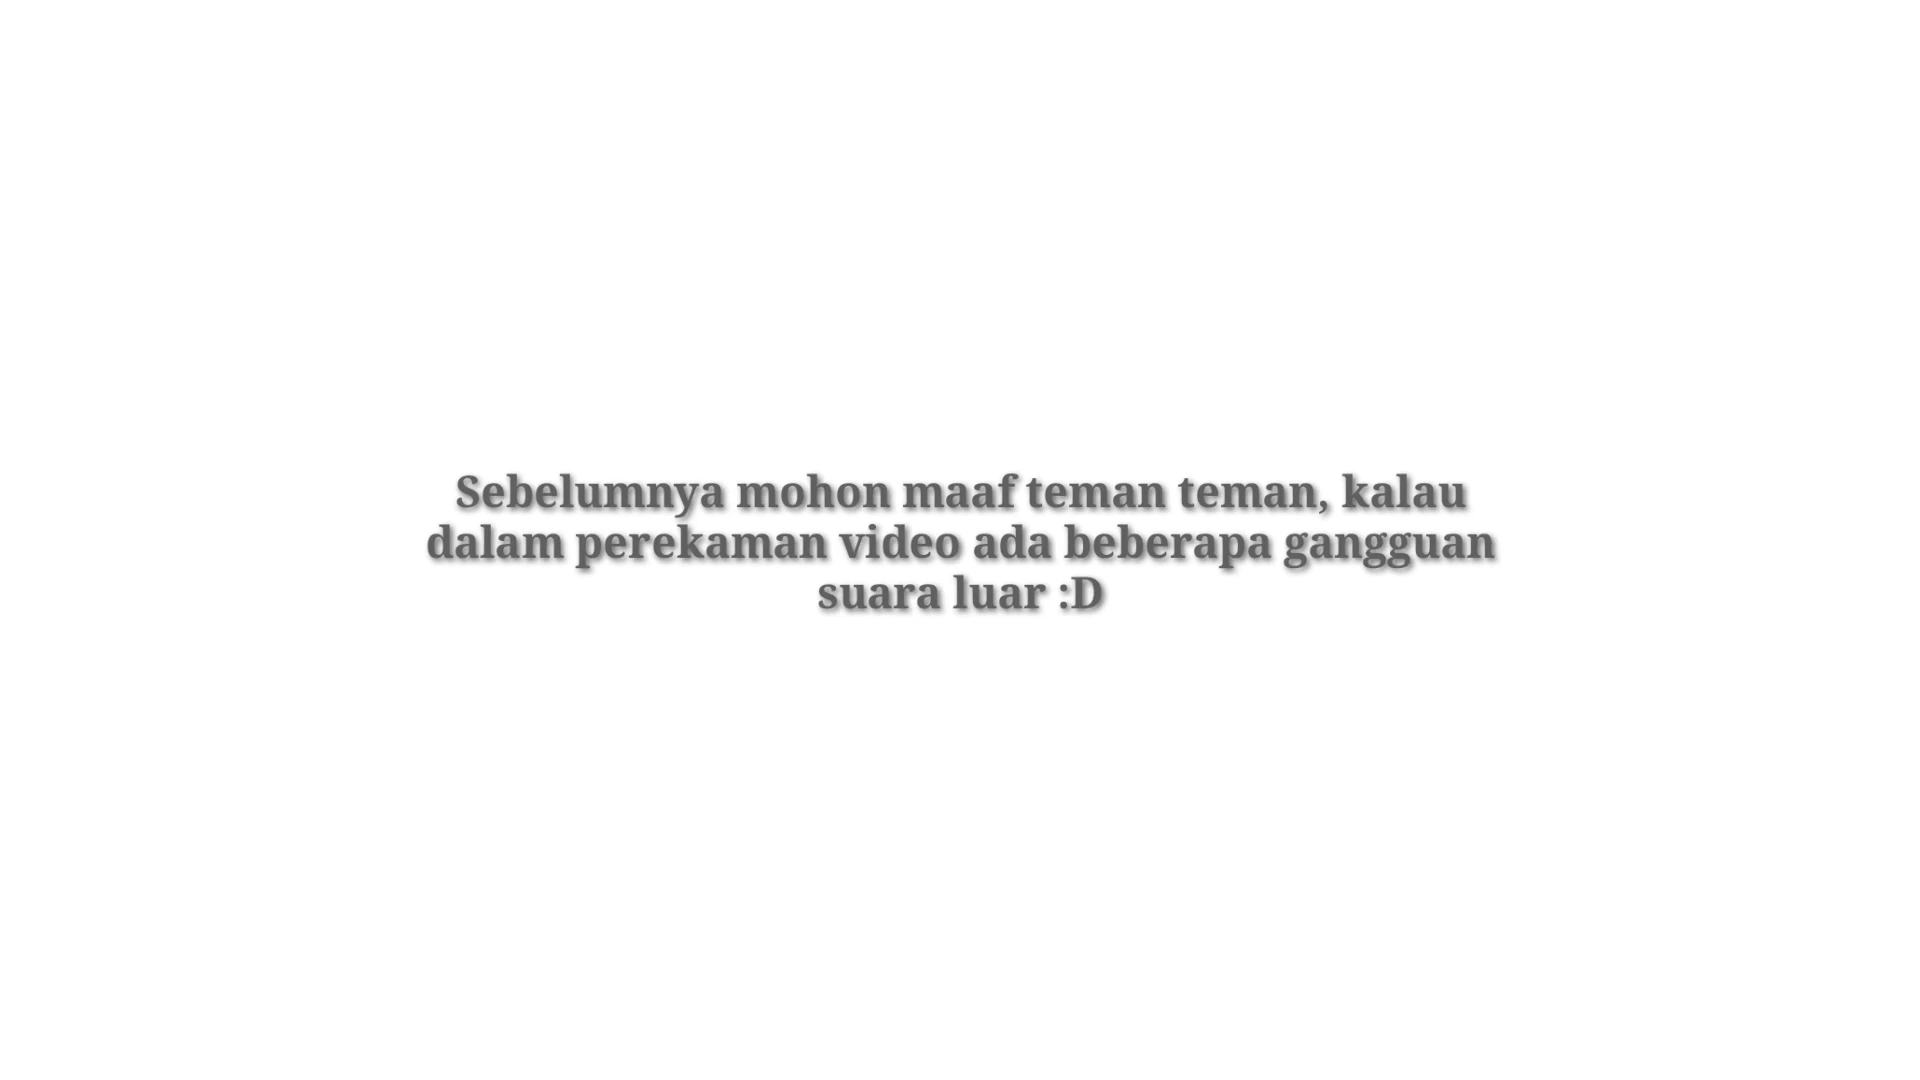 Sebelumnya mohon maaf teman teman, kalau
dalam perekaman video ada beberapa gangguan
suara luar :D